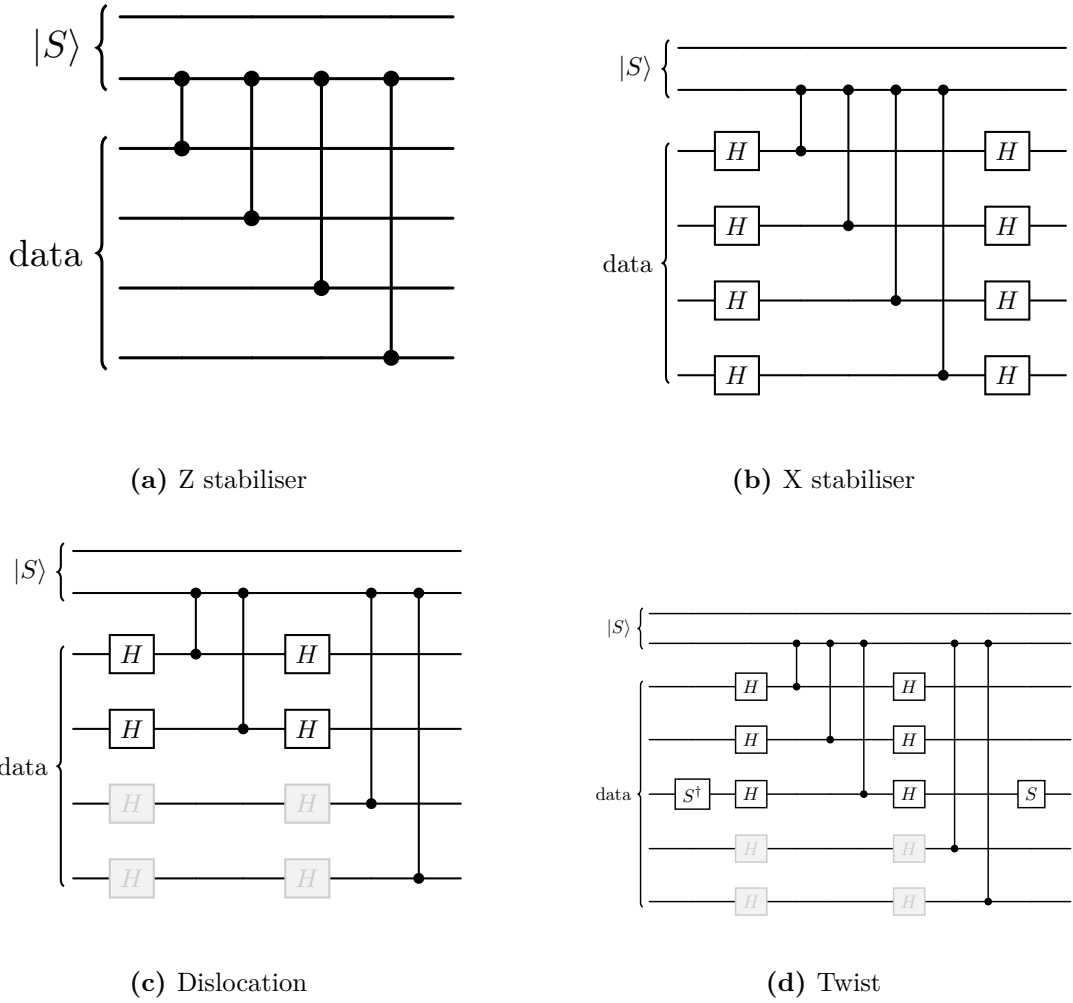 |S⟩
data
(a) Z stabiliser
|S⟩
H H
H H
data
H H
H H
(b) X stabiliser
|S⟩
H H
H H
data
H H
H H
(c) Dislocation
|S⟩
H H
H H
data S† H H S
H H
H H
(d) Twist